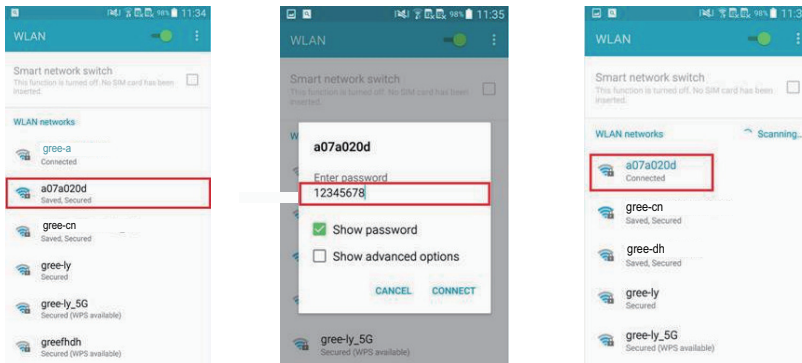 98% 11:34
WLAN
Smart network switch
This function is turned off. No SIM card has been
inserted.
WLAN networks
gree-a
Connected
a07a020d
Saved, Secured
gree-cn
Saved, Secured
gree-ly
Secured
gree-ly_5G
Secured (WPS available)
greefhdh
Secured (WPS available)
98% 11:35
WLAN
Smart network switch
This function is turned off. No SIM card has been
inserted.
W
a07a020d
Enter password
12345678
Show password
Show advanced options
CANCEL CONNECT
gree-ly_5G
Secured (WPS available)
98% 11:3
WLAN
Smart network switch
This function is turned off. No SIM card has been
inserted.
WLAN networks Scanning..
a07a020d
Connected
gree-cn
Saved, Secured
gree-dh
Saved, Secured
gree-ly
Secured
gree-ly_5G
Secured (WPS available)